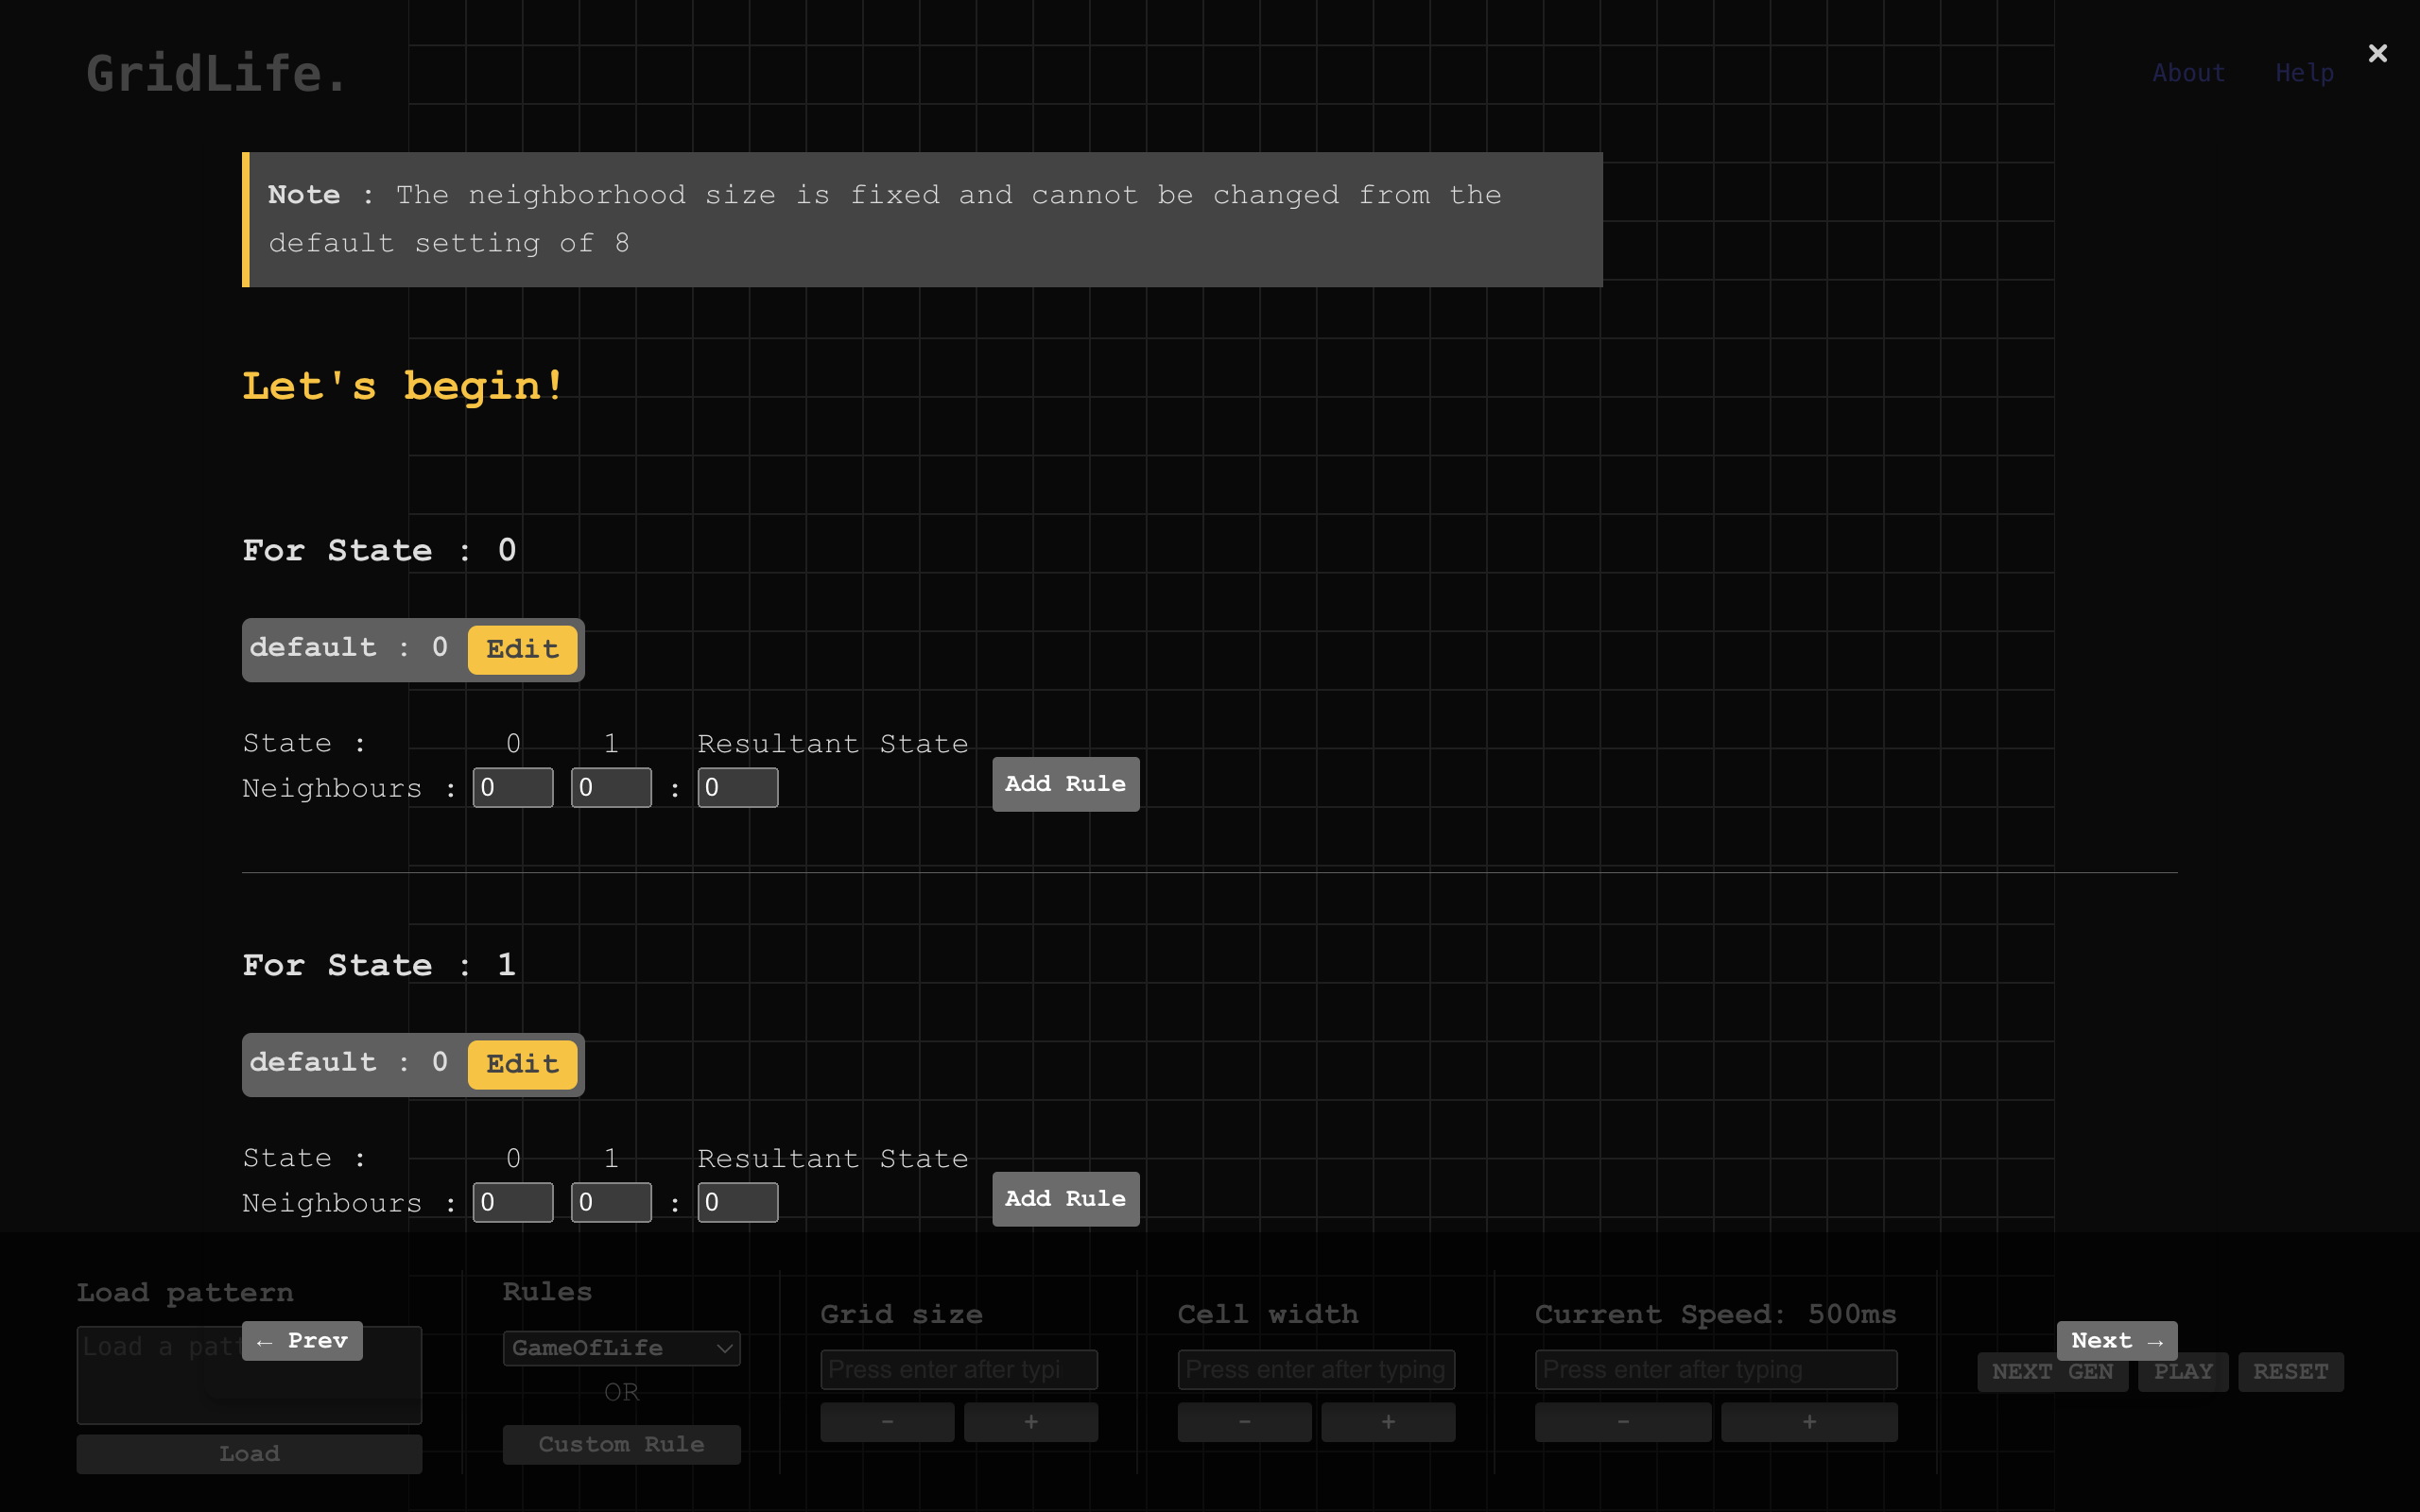 GridLife.
About Help
×
Note : The neighborhood size is fixed and cannot be changed from the
default setting of 8
Let's begin!
For State : 0
default : 0 Edit
State : 0 1 Resultant State
Neighbours : 0 0 : 0 Add Rule
For State : 1
default : 0 Edit
State : 0 1 Resultant State
Neighbours : 0 0 : 0 Add Rule
Load pattern
Load a patt
← Prev
Load
Rules
GameOfLife
OR
Custom Rule
Grid size
Press enter after typi
- +
Cell width
Press enter after typing
- +
Current Speed: 500ms
Press enter after typing
- +
Next →
NEXT GEN PLAY RESET